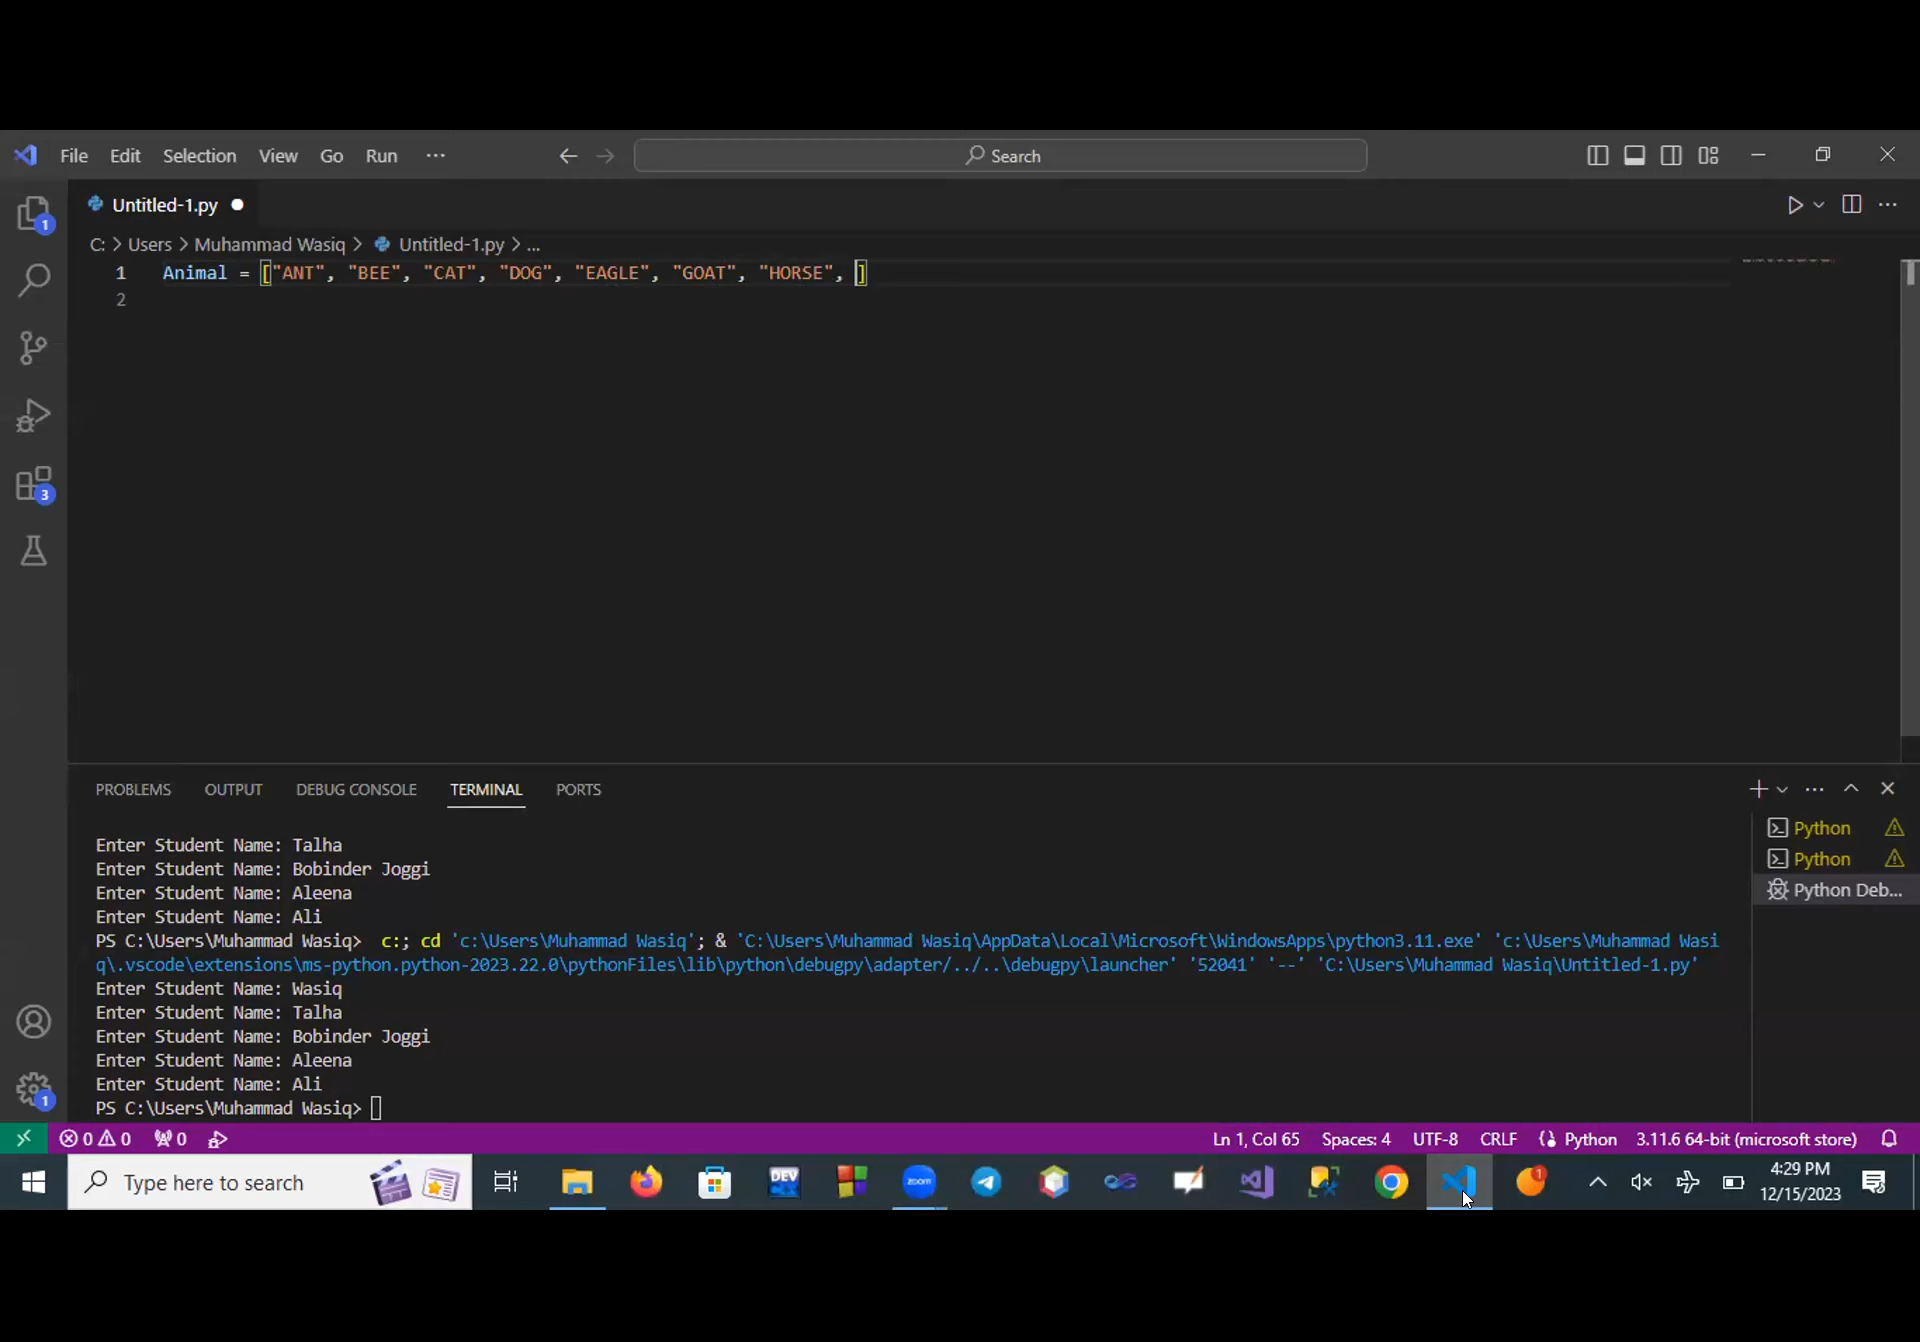 File Edit Selection View Go Run ··· Search
Untitled-1.py
C: > Users > Muhammad Wasiq > Untitled-1.py > ...
1 Animal = ["ANT", "BEE", "CAT", "DOG", "EAGLE", "GOAT", "HORSE", ]
2
1
3
PROBLEMS OUTPUT DEBUG CONSOLE TERMINAL PORTS
Enter Student Name: Talha
Enter Student Name: Bobinder Joggi
Enter Student Name: Aleena
Enter Student Name: Ali
PS C:\Users\Muhammad Wasiq>  c:; cd 'c:\Users\Muhammad Wasiq'; & 'C:\Users\Muhammad Wasiq\AppData\Local\Microsoft\WindowsApps\python3.11.exe' 'c:\Users\Muhammad Wasi
q\.vscode\extensions\ms-python.python-2023.22.0\pythonFiles\lib\python\debugpy\adapter/../..\debugpy\launcher' '52041' '--' 'C:\Users\Muhammad Wasiq\Untitled-1.py'
Enter Student Name: Wasiq
Enter Student Name: Talha
Enter Student Name: Bobinder Joggi
Enter Student Name: Aleena
Enter Student Name: Ali
PS C:\Users\Muhammad Wasiq>
Python
Python
Python Deb...
1
0 0 0 Ln 1, Col 65 Spaces: 4 UTF-8 CRLF Python 3.11.6 64-bit (microsoft store)
Type here to search DEV zoom 1 4:29 PM
12/15/2023